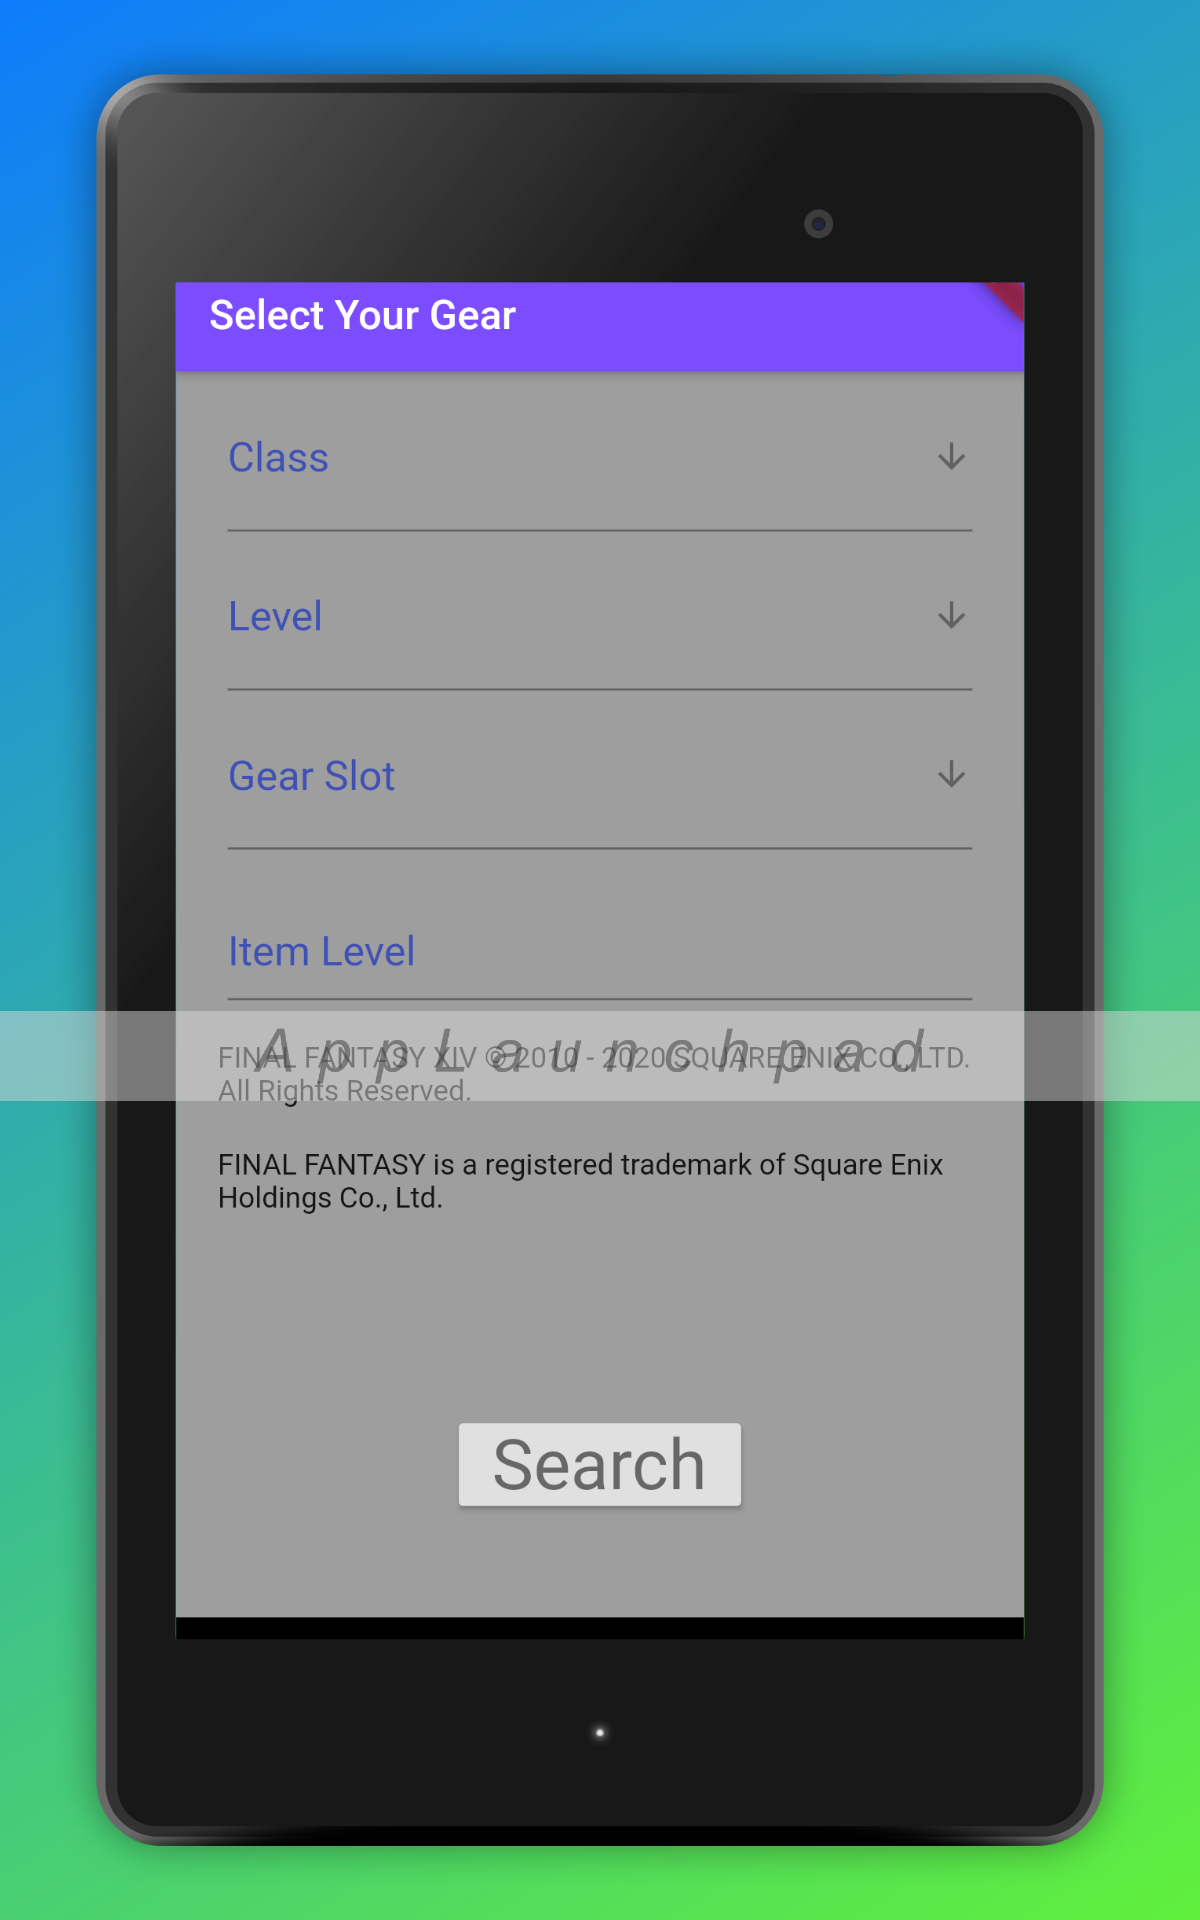 Select Your Gear
Class
Level
Gear Slot
Item Level
AppLaunchpad
FINAL FANTASY XIV © 2010 - 2020 SQUARE ENIX CO., LTD.
All Rights Reserved.
FINAL FANTASY is a registered trademark of Square Enix
Holdings Co., Ltd.
Search